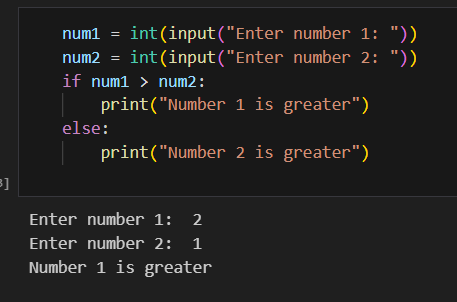 num1 = int(input("Enter number 1: "))
num2 = int(input("Enter number 2: "))
if num1 > num2:
    print("Number 1 is greater")
else:
    print("Number 2 is greater")
]
Enter number 1:  2
Enter number 2:  1
Number 1 is greater